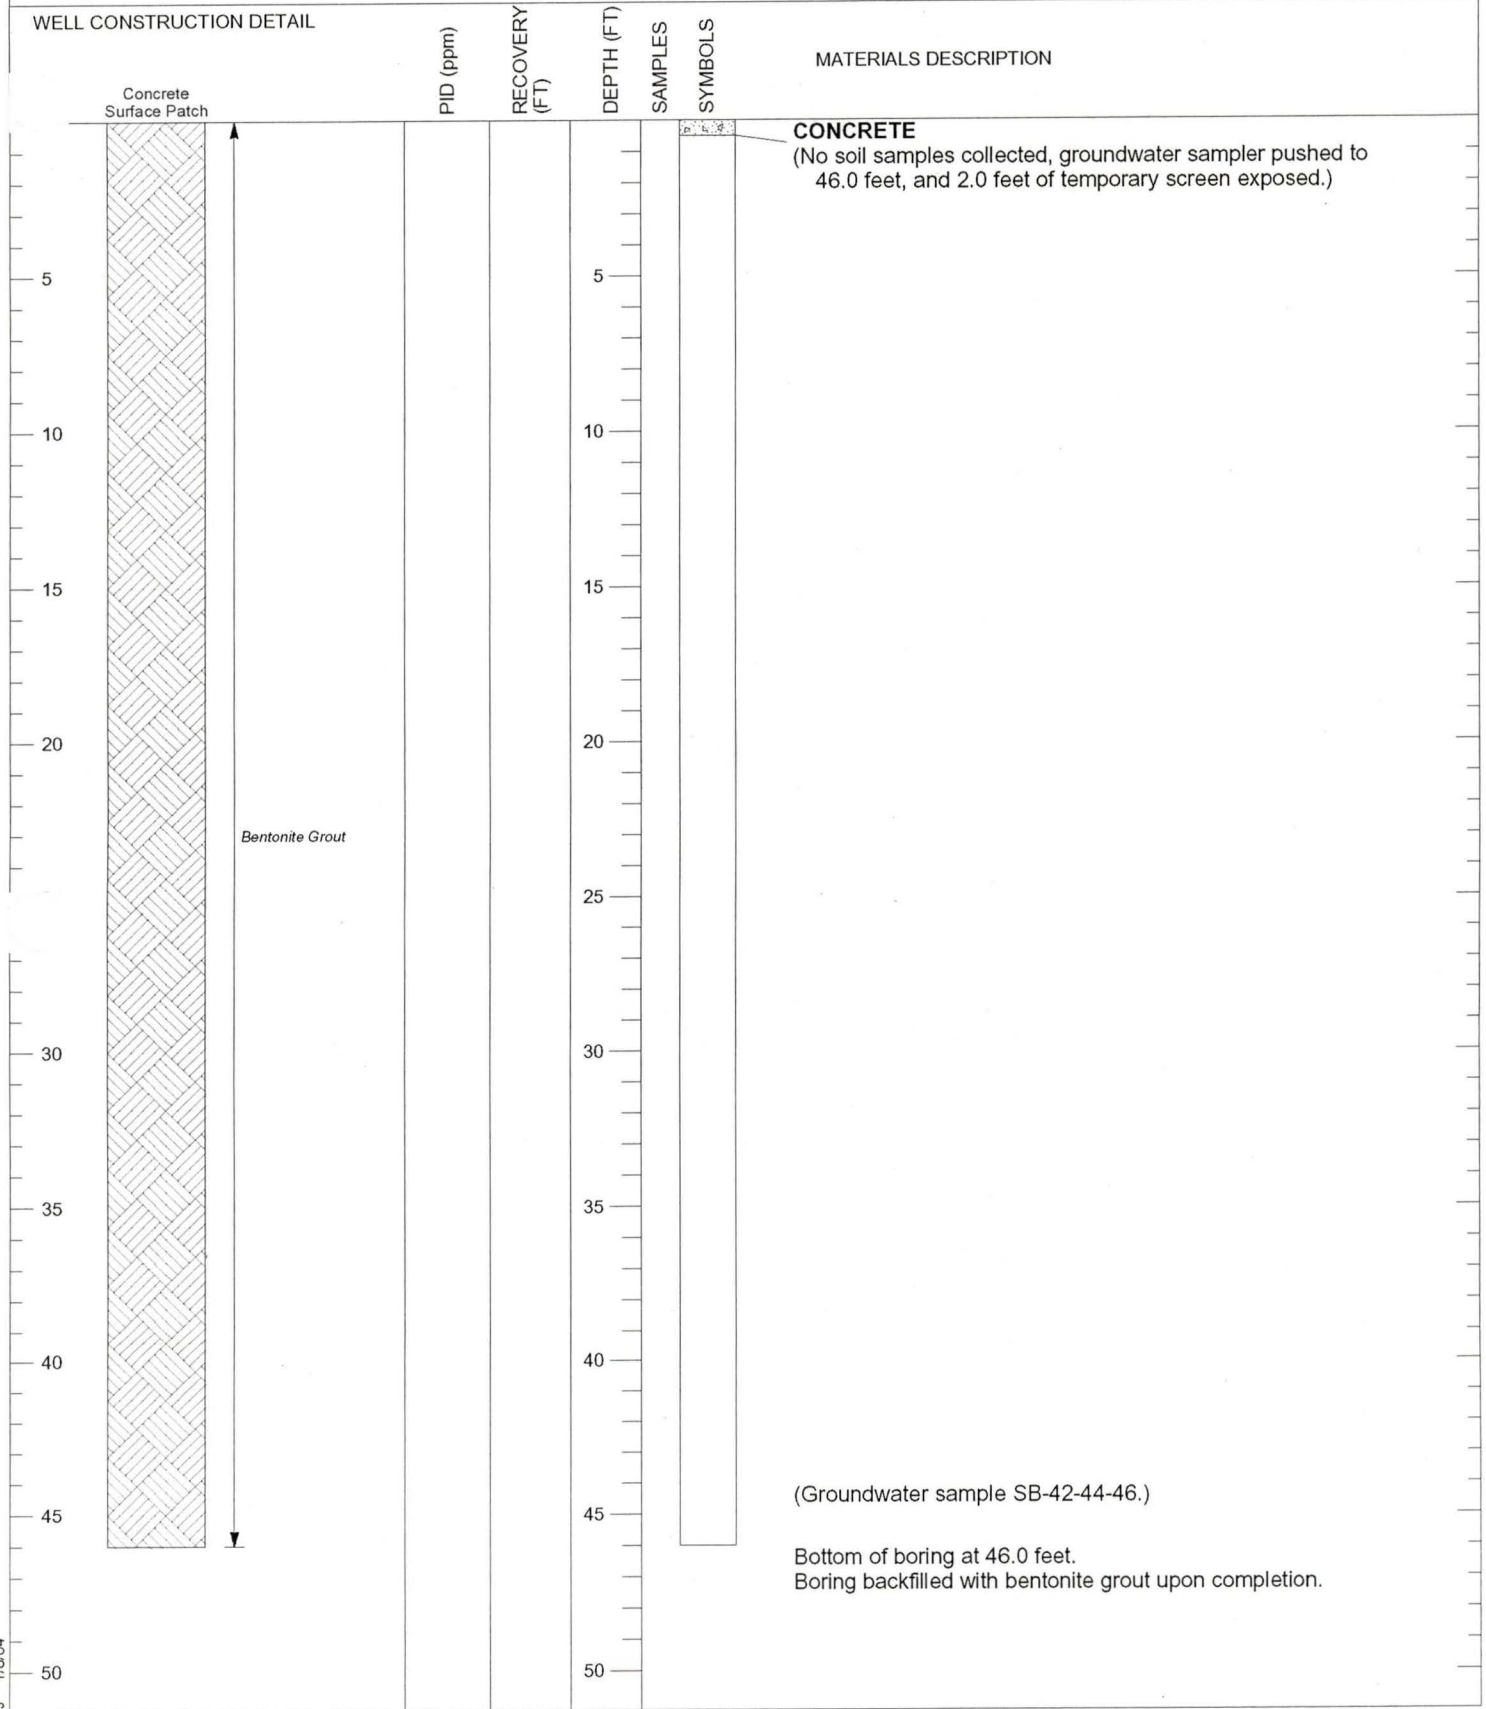 WELL CONSTRUCTION DETAIL
Concrete
Surface Patch
PID (ppm)
RECOVERY
(FT)
DEPTH (FT)
SAMPLES
SYMBOLS
MATERIALS DESCRIPTION
CONCRETE
(No soil samples collected, groundwater sampler pushed to
46.0 feet, and 2.0 feet of temporary screen exposed.)
5
5
10
10
15
15
20
20
Bentonite Grout
25
30
30
35
35
40
40
(Groundwater sample SB-42-44-46.)
45
45
Bottom of boring at 46.0 feet.
Boring backfilled with bentonite grout upon completion.
50
50